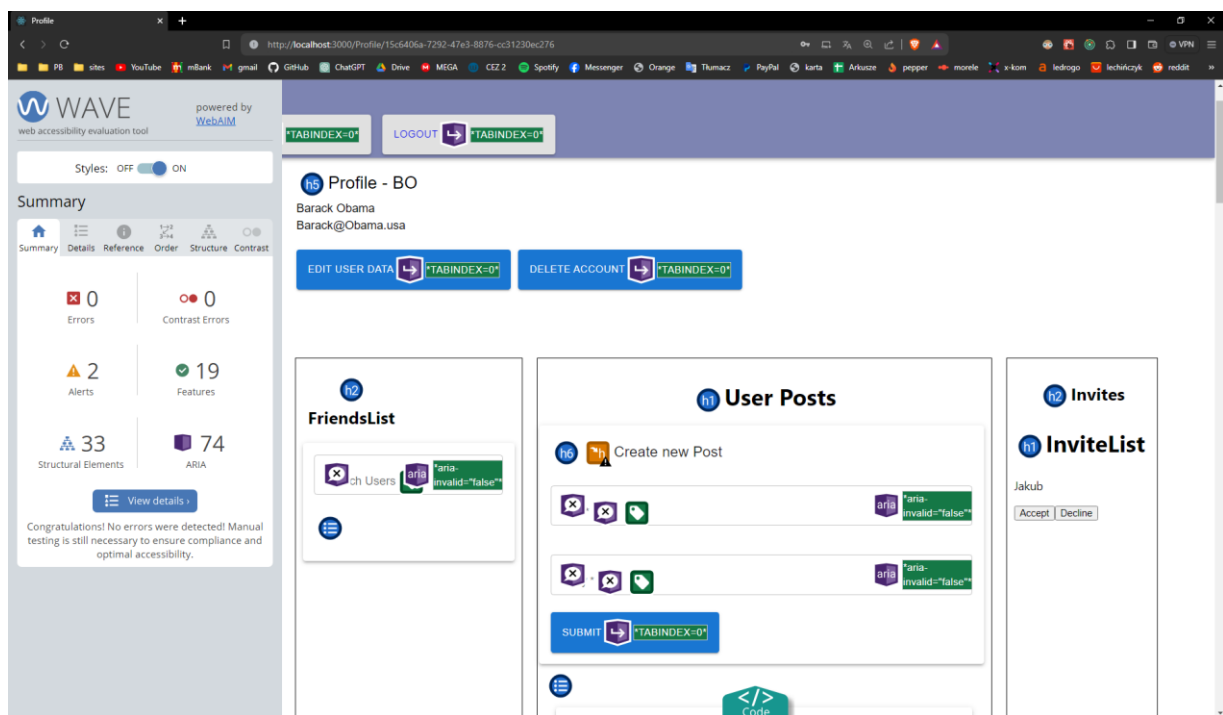 Profile
http://localhost:3000/Profile/15c6406a-7292-47e3-8876-cc31230ec276
VPN
PB sites YouTube mBank gmail GitHub ChatGPT Drive MEGA CEZ 2 Spotify Messenger Orange Tłumacz PayPal karta Arkusze pepper morele x-kom ledrogo lechińczyk reddit »
WAVE
web accessibility evaluation tool
powered by
WebAIM
Styles: OFF ON
Summary
Summary Details Reference Order Structure Contrast
0 0
Errors Contrast Errors
2 19
Alerts Features
33 74
Structural Elements ARIA
View details ›
Congratulations! No errors were detected! Manual
testing is still necessary to ensure compliance and
optimal accessibility.
*TABINDEX=0* LOGOUT *TABINDEX=0*
h5 Profile - BO
Barack Obama
Barack@Obama.usa
EDIT USER DATA *TABINDEX=0* DELETE ACCOUNT *TABINDEX=0*
h2
FriendsList
ch Users aria *aria-
invalid="false"*
h1 User Posts
h6 h Create new Post
aria *aria-
invalid="false"*
aria *aria-
invalid="false"*
SUBMIT *TABINDEX=0*
</>
Code
h2 Invites
h1 InviteList
Jakub
Accept Decline